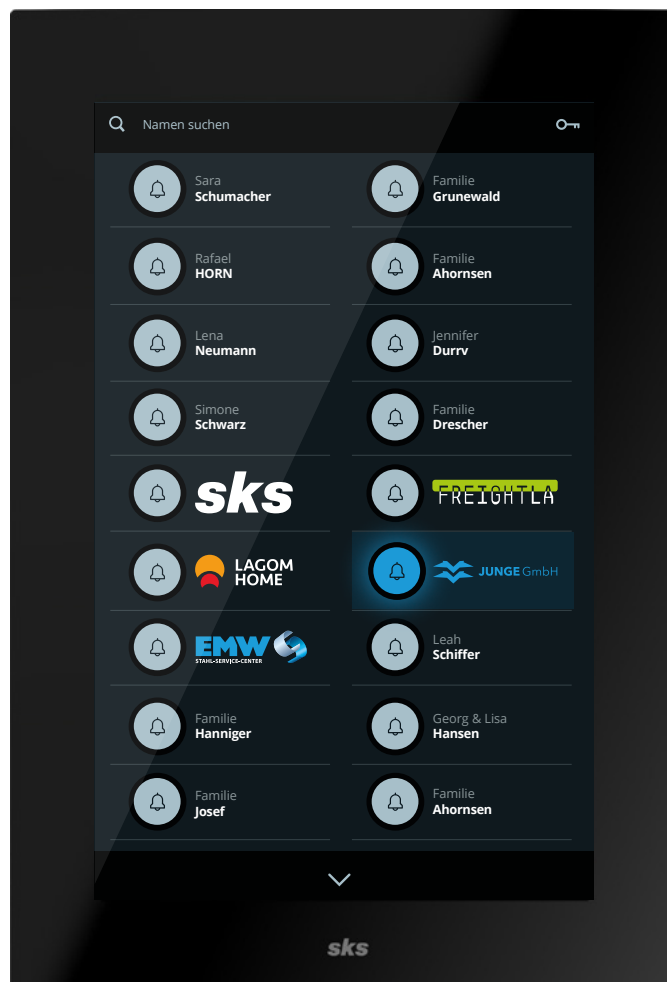 Namen suchen
Sara
Schumacher
Familie
Grunewald
Rafael
HORN
Familie
Ahornsen
Lena
Neumann
Jennifer
Durrv
Simone
Schwarz
Familie
Drescher
sks
FREIGHTLA
LAGOM
HOME
JUNGE GmbH
EMW
STAHL-SERVICE-CENTER
Leah
Schiffer
Familie
Hanniger
Georg & Lisa
Hansen
Familie
Josef
Familie
Ahornsen
sks